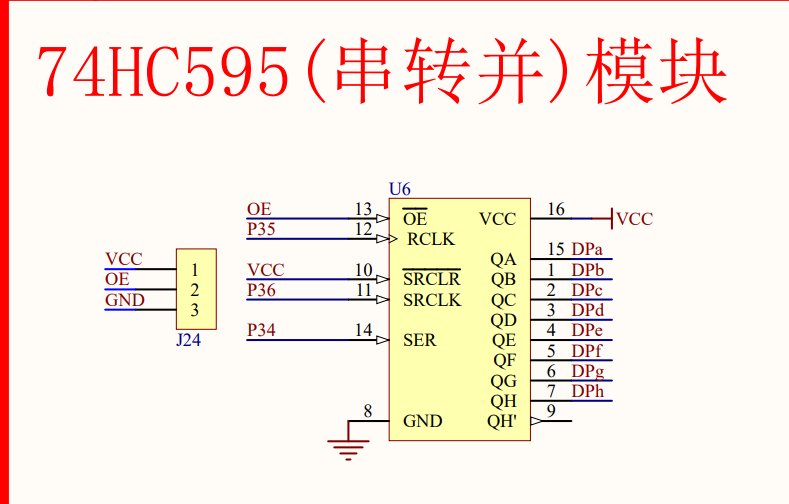 74HC595(串转并)模块
U6
OE 13 OE VCC 16 VCC
P35 12 RCLK
QA 15 DPa
VCC 10 SRCLR QB 1 DPb
P36 11 SRCLK QC 2 DPc
QD 3 DPd
P34 14 SER QE 4 DPe
QF 5 DPf
QG 6 DPg
QH 7 DPh
8 GND QH' 9
VCC 1
OE 2
GND 3
J24